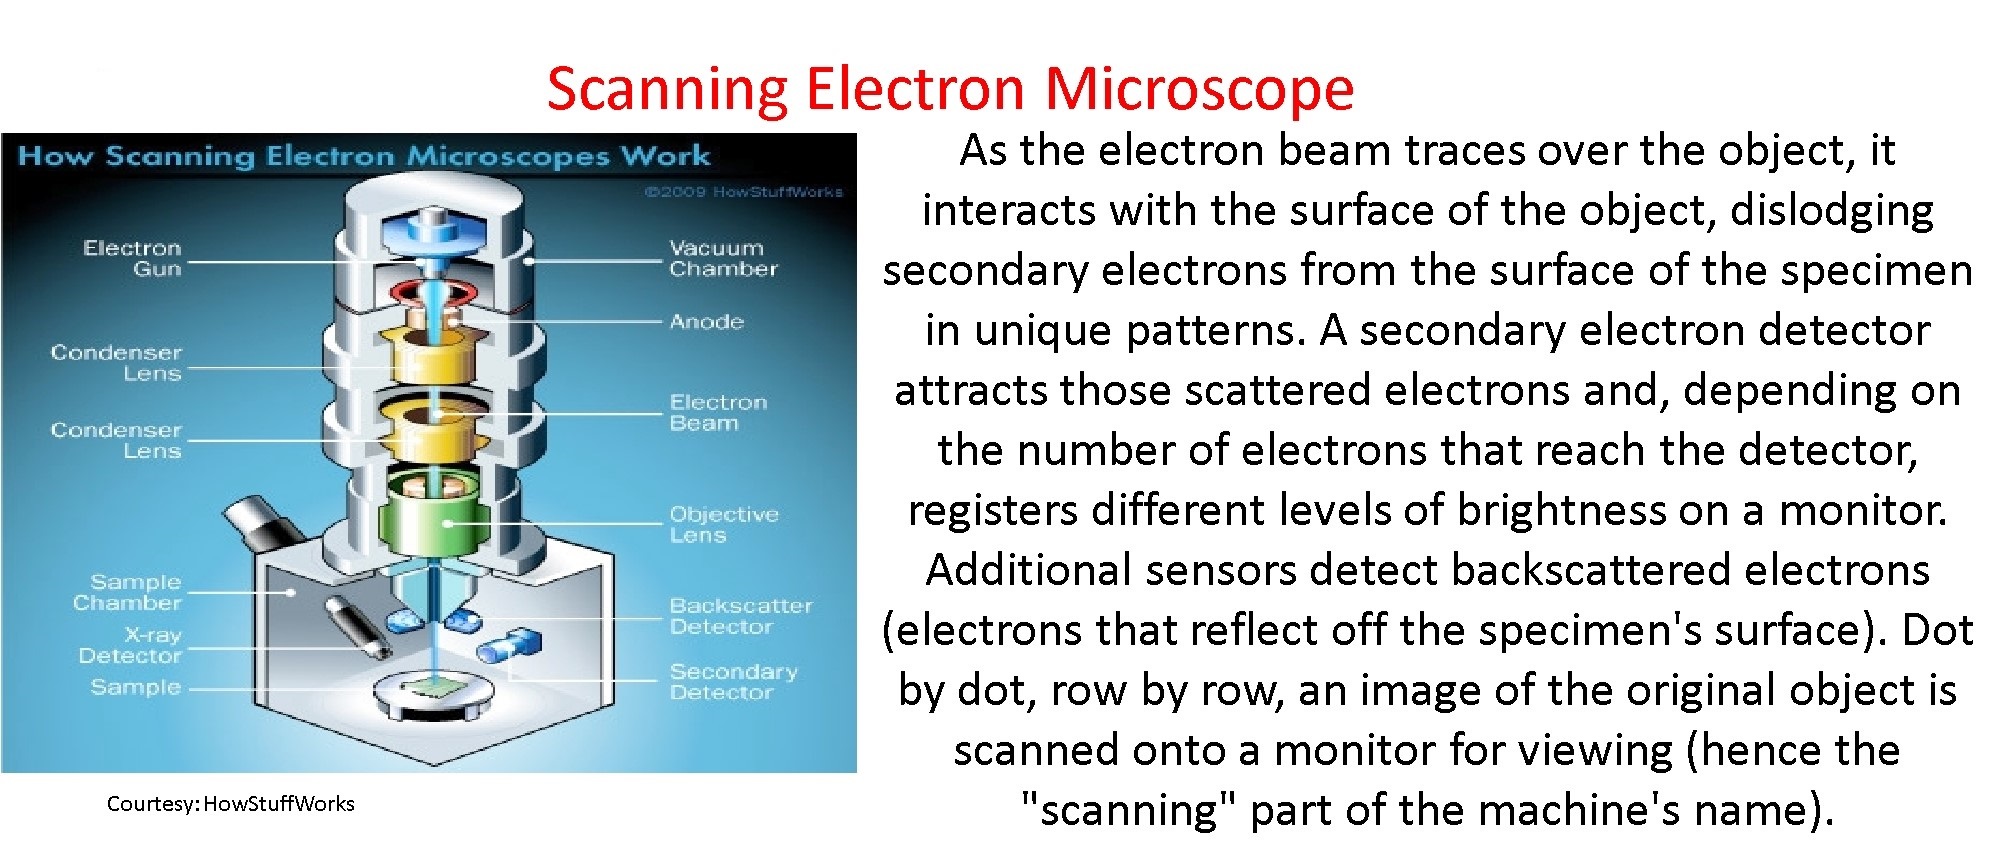 Scanning Electron Microscope
How Scanning Electron Microscopes Work
©2009 HowStuffWorks
Electron
Gun
Condenser
Lens
Condenser
Lens
Sample
Chamber
X-ray
Detector
Sample
Vacuum
Chamber
Anode
Electron
Beam
Objective
Lens
Backscatter
Detector
Secondary
Detector
Courtesy: HowStuffWorks
As the electron beam traces over the object, it
interacts with the surface of the object, dislodging
secondary electrons from the surface of the specimen
in unique patterns. A secondary electron detector
attracts those scattered electrons and, depending on
the number of electrons that reach the detector,
registers different levels of brightness on a monitor.
Additional sensors detect backscattered electrons
(electrons that reflect off the specimen's surface). Dot
by dot, row by row, an image of the original object is
scanned onto a monitor for viewing (hence the
"scanning" part of the machine's name).